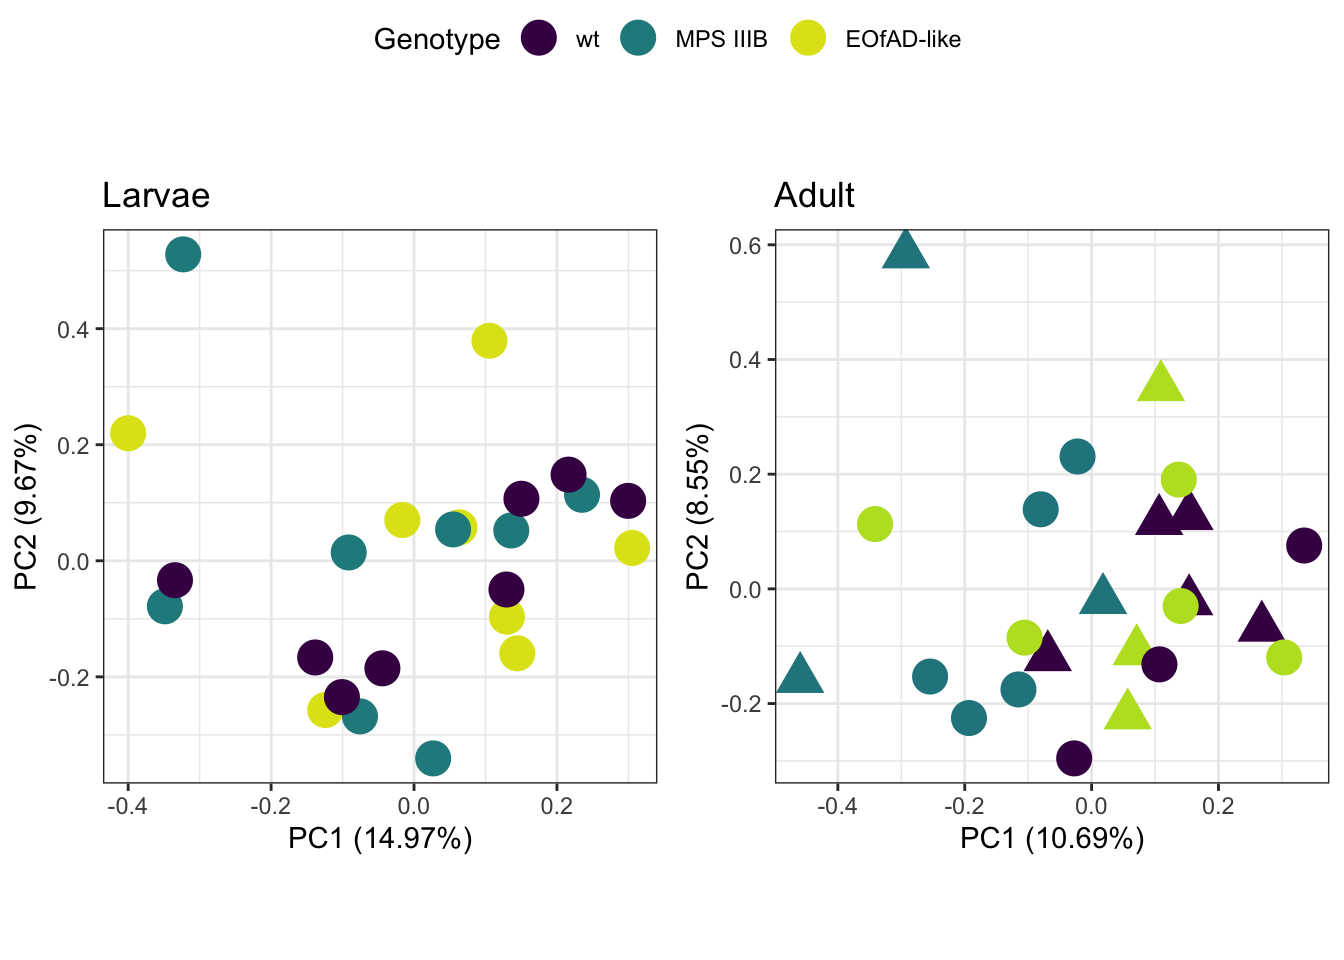 Genotype wt MPS IIIB EOfAD-like
Larvae
PC2 (9.67%)
0.4
0.2
0.0
-0.2
-0.4 -0.2 0.0 0.2
PC1 (14.97%)
Adult
PC2 (8.55%)
0.6
0.4
0.2
0.0
-0.2
-0.4 -0.2 0.0 0.2
PC1 (10.69%)